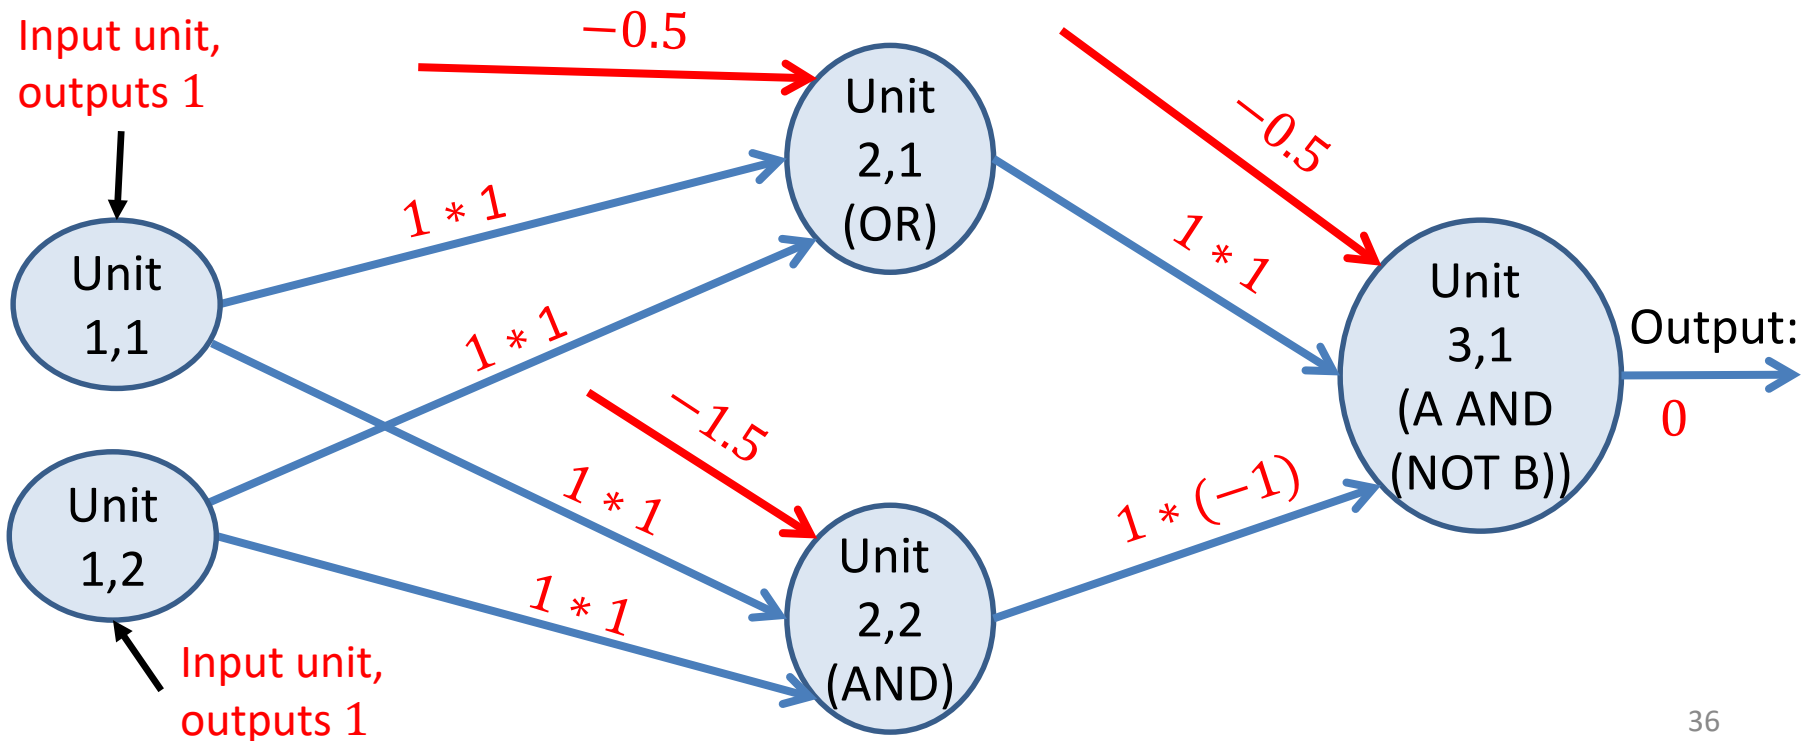 Input unit,
outputs 1
−0.5
−0.5
Unit
2,1
(OR)
1 ∗ 1
1 ∗ 1
Unit
1,1
1 ∗ 1
Unit
3,1
(A AND
(NOT B))
Output:
0
−1.5
1 ∗ 1
1 ∗ (−1)
Unit
1,2
1 ∗ 1
Unit
2,2
(AND)
Input unit,
outputs 1
36